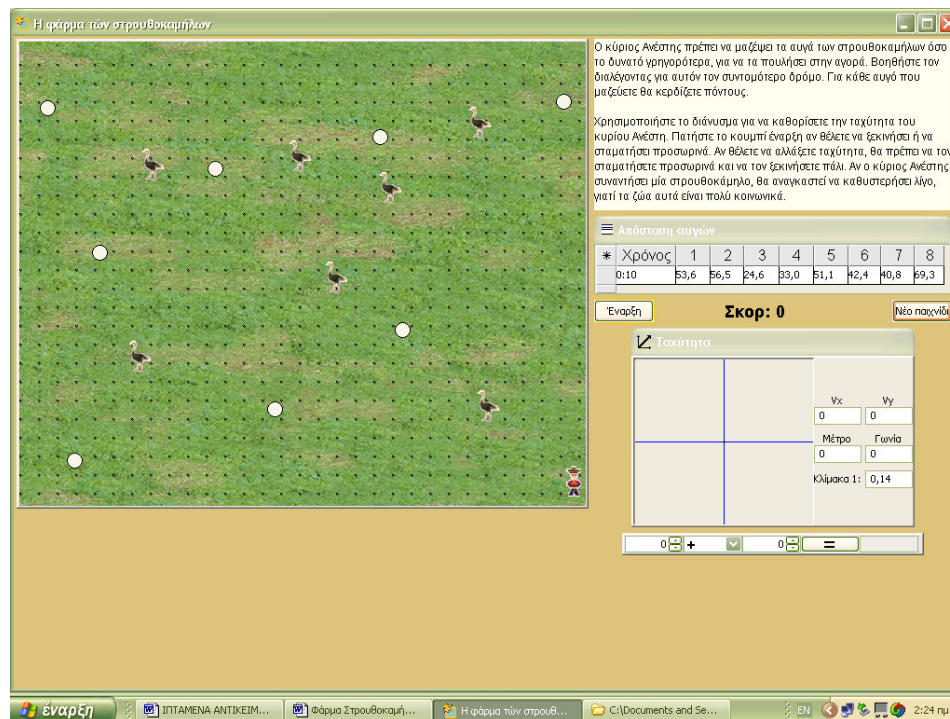 Η φάρμα τών στρουθοκαμήλων
Ο κύριος Ανέστης πρέπει να μαζέψει τα αυγά των στρουθοκαμήλων όσο
το δυνατό γρηγορότερα, για να τα πουλήσει στην αγορά. Βοηθήστε τον
διαλέγοντας για αυτόν τον συντομότερο δρόμο. Για κάθε αυγό που
μαζεύετε θα κερδίζετε πόντους.
Χρησιμοποιήστε το διάνυσμα για να καθορίσετε την ταχύτητα του
κυρίου Ανέστη. Πατήστε το κουμπί έναρξη αν θέλετε να ξεκινήσει ή να
σταματήσει προσωρινά. Αν θέλετε να αλλάξετε ταχύτητα, θα πρέπει να τον
σταματήσετε προσωρινά και να τον ξεκινήσετε πάλι. Αν ο κύριος Ανέστης
συναντήσει μία στρουθοκάμηλο, θα αναγκαστεί να καθυστερήσει λίγο,
γιατί τα ζώα αυτά είναι πολύ κοινωνικά.
Απόσταση αυγών
* Χρόνος 1 2 3 4 5 6 7 8
0:10 53,6 56,5 24,6 33,0 51,1 42,4 40,8 69,3
Έναρξη Σκορ: 0 Νέο παιχνίδι
Ταχύτητα
Vx Vy
0 0
Μέτρο Γωνία
0 0
Κλίμακα 1: 0,14
0 + 0 =
έναρξη ΙΠΤΑΜΕΝΑ ΑΝΤΙΚΕΙΜ... Φάρμα Στρουθοκαμή... Η φάρμα τών στρουθ... C:\Documents and Se... EN 2:24 πμ